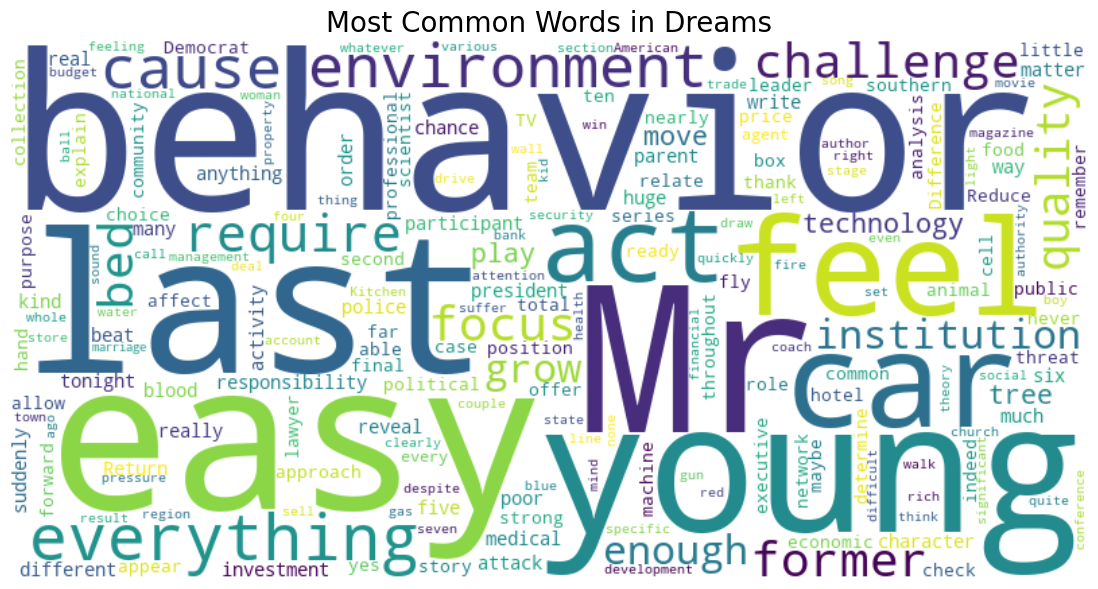 Most Common Words in Dreams
feeling Democrat whatever various section American little
real cause environment challenge matter
budget national woman trade leader southern song movie
collection ball explain community property order professional scientist chance TV ten win nearly move write price agent author right analysis Difference magazine
behavior
anything thing drive wall team kid parent relate box thank stage left light food way Reduce remember quality
choice many four participant security series huge draw technology even
purpose call management require second bank act ready quickly feel cell authority
sound bed deal play attention fly fire set animal public boy
kind last affect Kitchen president suffer total health never
whole water police focus Mr financial throughout coach institution
hand store beat activity account far able case position car threat
marriage final grow role common theory social six
tonight blood responsibility political offer hotel tree much
allow easy couple state young church
town ago really lawyer reveal clearly line none executive network maybe determine indeed
suddenly forward Return approach every mind machine gun walk significant
pressure despite blue red difficult rich think quite
result region sell gas five poor strong specific conference
everything seven medical enough former economic character
different appear investment yes story attack development check